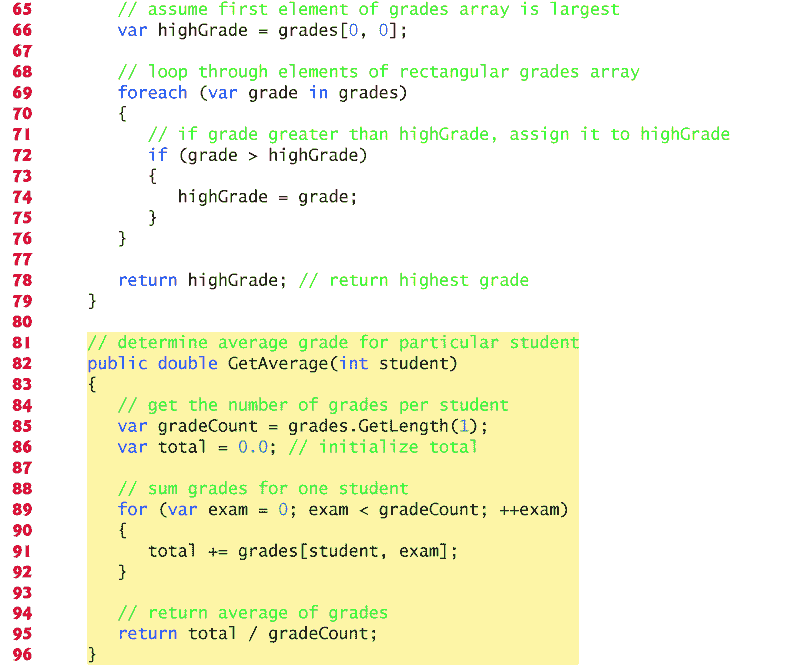 65 // assume first element of grades array is largest
66 var highGrade = grades[0, 0];
67
68 // loop through elements of rectangular grades array
69 foreach (var grade in grades)
70 {
71 // if grade greater than highGrade, assign it to highGrade
72 if (grade > highGrade)
73 {
74 highGrade = grade;
75 }
76 }
77
78 return highGrade; // return highest grade
79 }
80
81 // determine average grade for particular student
82 public double GetAverage(int student)
83 {
84 // get the number of grades per student
85 var gradeCount = grades.GetLength(1);
86 var total = 0.0; // initialize total
87
88 // sum grades for one student
89 for (var exam = 0; exam < gradeCount; ++exam)
90 {
91 total += grades[student, exam];
92 }
93
94 // return average of grades
95 return total / gradeCount;
96 }